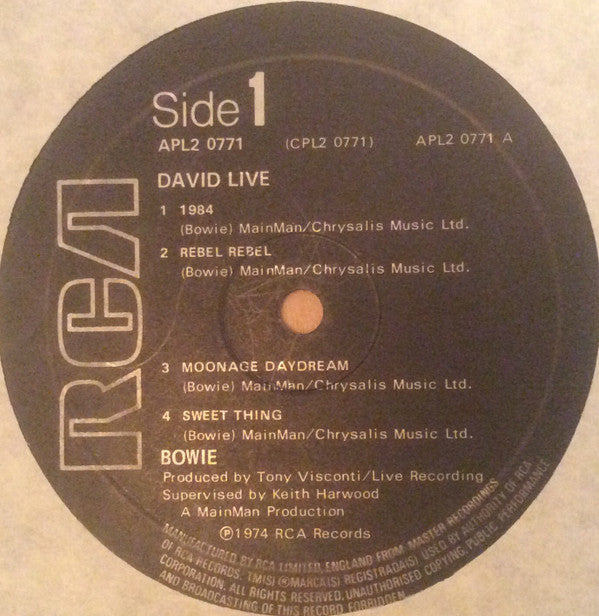 RCA
Side 1
APL2 0771 (CPL2 0771) APL2 0771 A
DAVID LIVE
1 1984
(Bowie) MainMan/Chrysalis Music Ltd.
2 REBEL REBEL
(Bowie) MainMan/Chrysalis Music Ltd.
3 MOONAGE DAYDREAM
(Bowie) MainMan/Chrysalis Music Ltd.
4 SWEET THING
(Bowie) MainMan/Chrysalis Music Ltd.
BOWIE
Produced by Tony Visconti/Live Recording
Supervised by Keith Harwood
A MainMan Production
Ⓟ1974 RCA Records
MANUFACTURED BY RCA LIMITED, ENGLAND FROM MASTER RECORDINGS
OF RCA RECORDS. TM(S) ® MARCA(S) REGISTRADA(S) USED BY AUTHORITY OF RCA
CORPORATION. ALL RIGHTS RESERVED. UNAUTHORISED COPYING, PUBLIC PERFORMANCE
AND BROADCASTING OF THIS RECORD FORBIDDEN